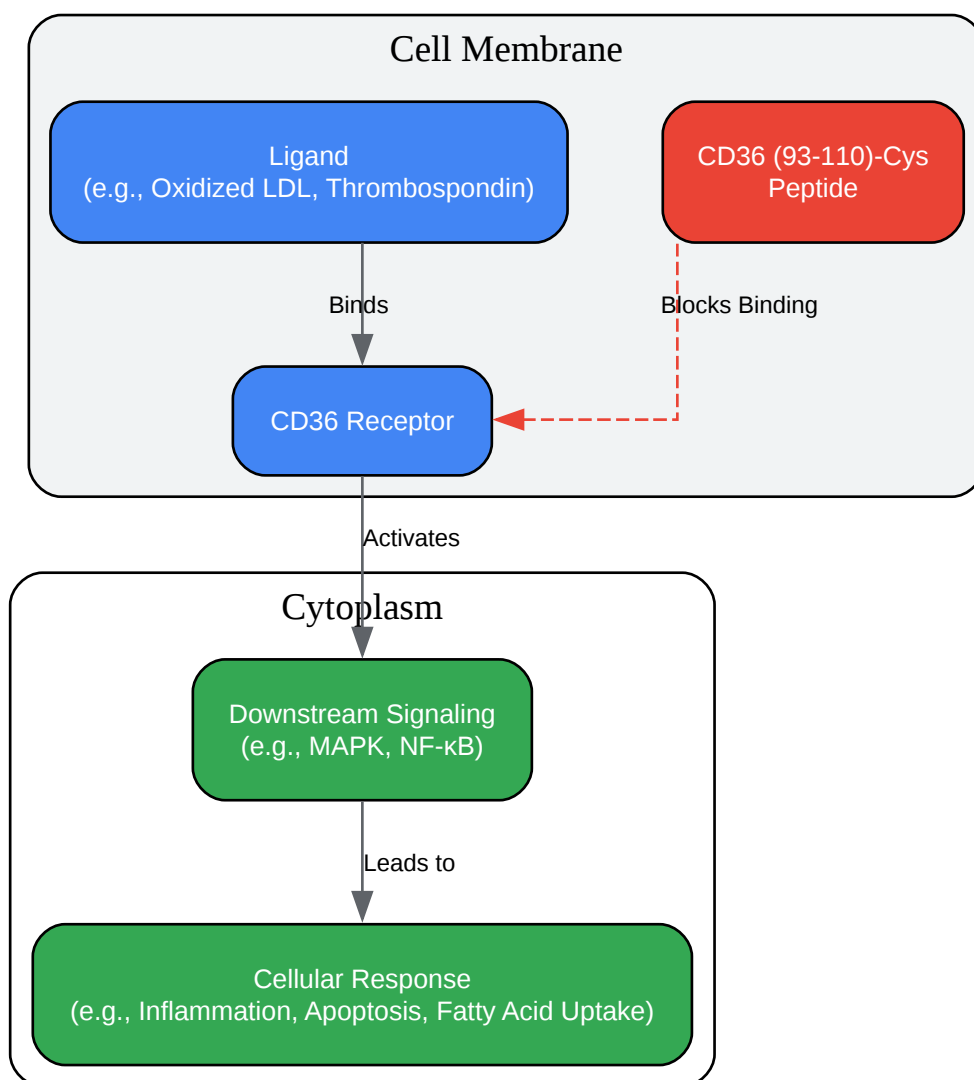 Cell Membrane
Ligand
(e.g., Oxidized LDL, Thrombospondin)
CD36 (93-110)-Cys
Peptide
Binds
Blocks Binding
CD36 Receptor
Activates
Cytoplasm
Downstream Signaling
(e.g., MAPK, NF-κB)
Leads to
Cellular Response
(e.g., Inflammation, Apoptosis, Fatty Acid Uptake)